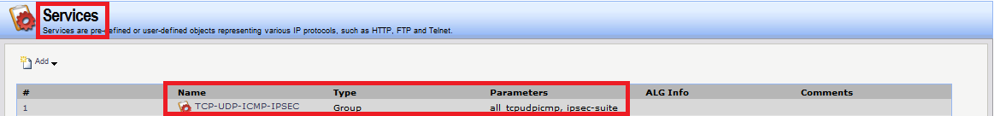 Services
Services are pre-defined or user-defined objects representing various IP protocols, such as HTTP, FTP and Telnet.
Add
# Name Type Parameters ALG Info Comments
1 TCP-UDP-ICMP-IPSEC Group all_tcpudpicmp, ipsec-suite